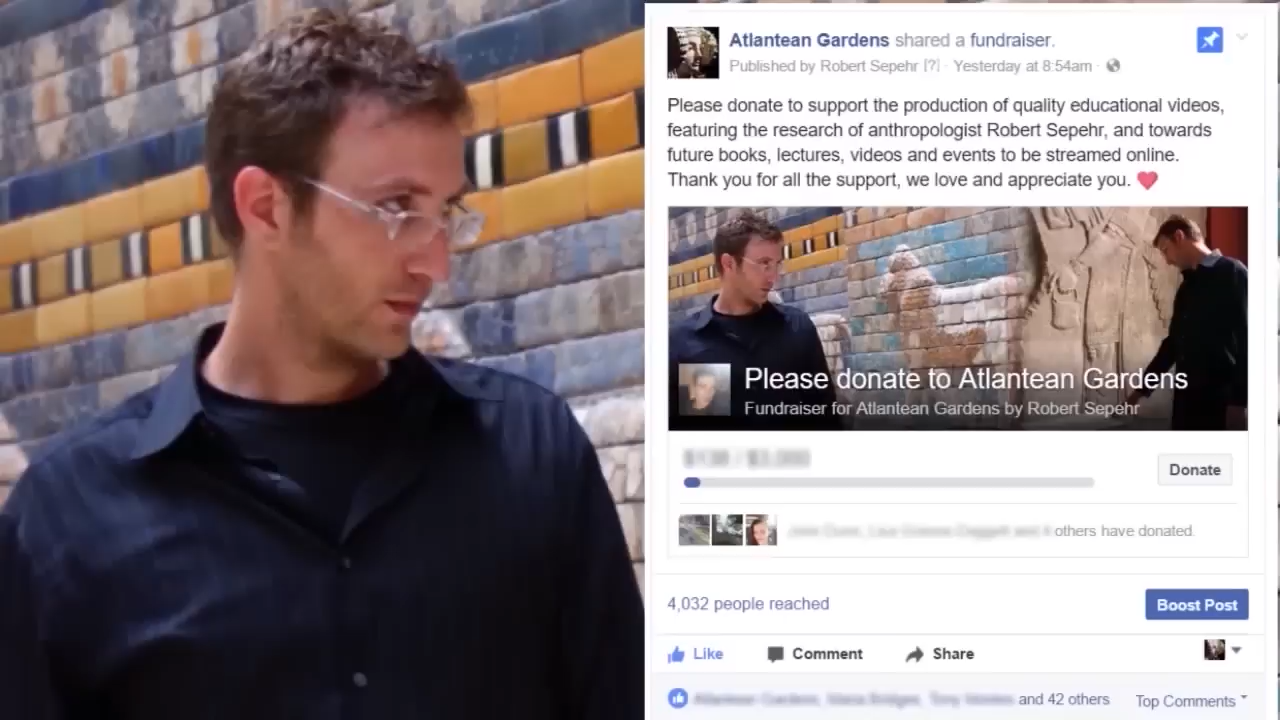 Atlantean Gardens shared a fundraiser.
Published by Robert Sepehr [?] · Yesterday at 8:54am ·
Please donate to support the production of quality educational videos,
featuring the research of anthropologist Robert Sepehr, and towards
future books, lectures, videos and events to be streamed online.
Thank you for all the support, we love and appreciate you. ❤
Please donate to Atlantean Gardens
Fundraiser for Atlantean Gardens by Robert Sepehr
Donate
others have donated.
4,032 people reached
Boost Post
Like Comment Share
and 42 others Top Comments